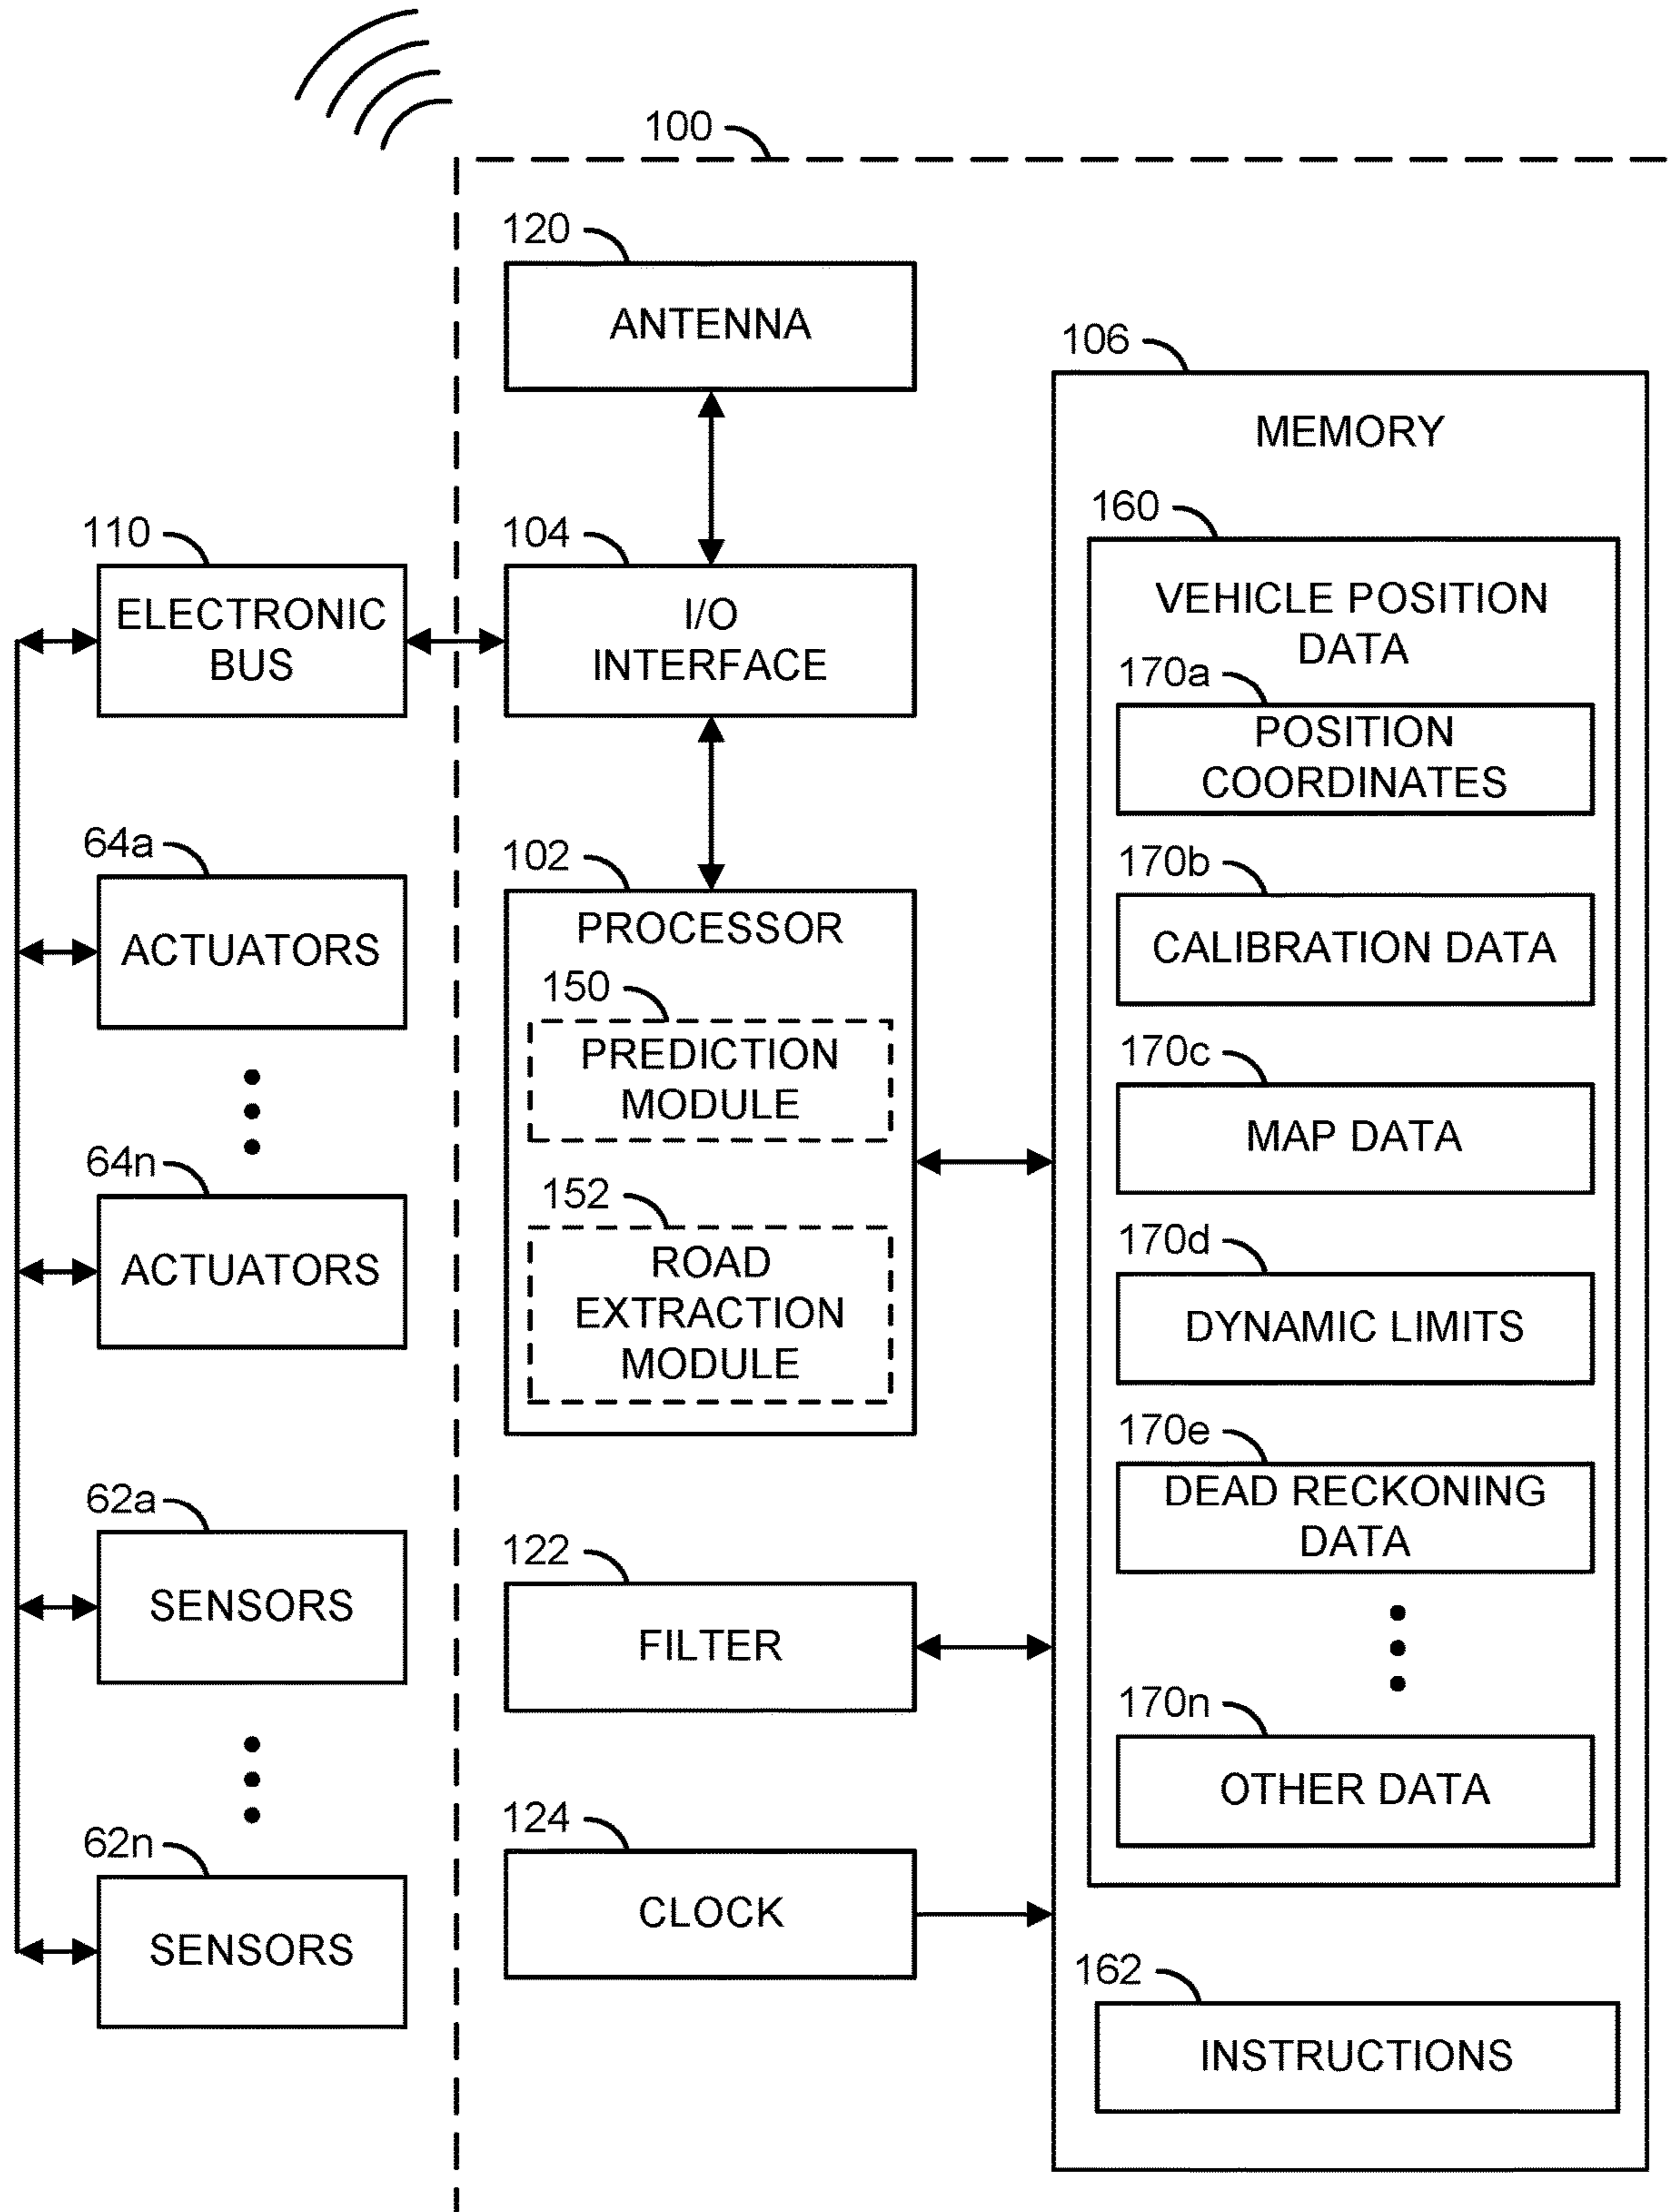 100
120
ANTENNA
110
ELECTRONIC
BUS
104
I/O
INTERFACE
64a
ACTUATORS
64n
ACTUATORS
62a
SENSORS
62n
SENSORS
102
PROCESSOR
150
PREDICTION
MODULE
152
ROAD
EXTRACTION
MODULE
122
FILTER
124
CLOCK
106
MEMORY
160
VEHICLE POSITION
DATA
170a
POSITION
COORDINATES
170b
CALIBRATION DATA
170c
MAP DATA
170d
DYNAMIC LIMITS
170e
DEAD RECKONING
DATA
170n
OTHER DATA
162
INSTRUCTIONS